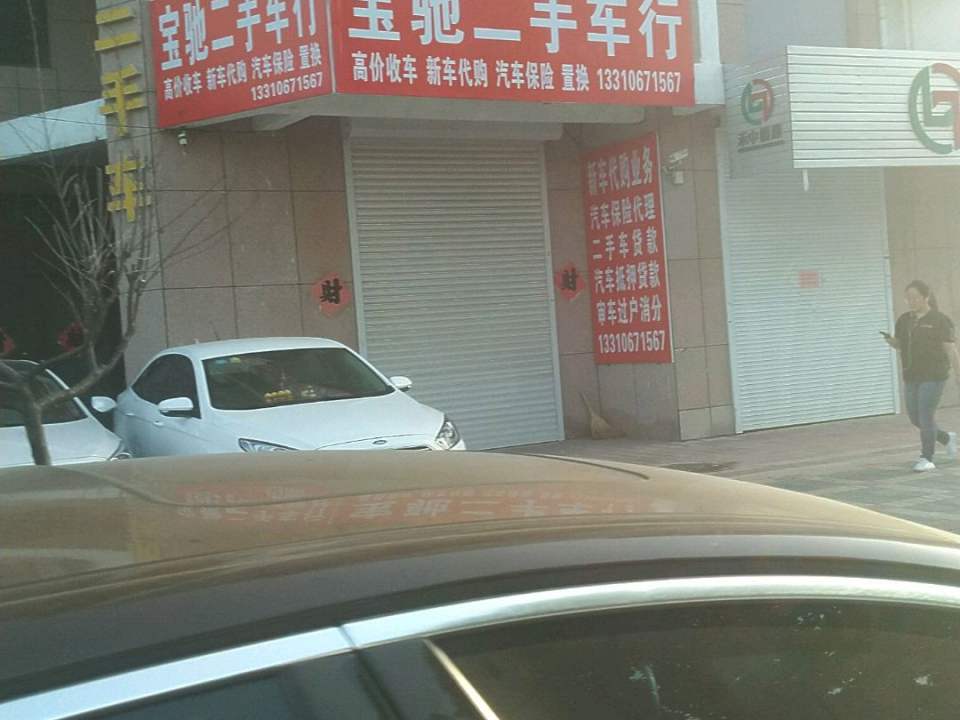 二手车
宝驰二手车行
高价收车 新车代购 汽车保险 置换
13310671567
宝驰二手车行
高价收车 新车代购 汽车保险 置换 13310671567
财
财
新车代购业务
汽车保险代理
二手车贷款
汽车抵押贷款
审车过户消分
13310671567